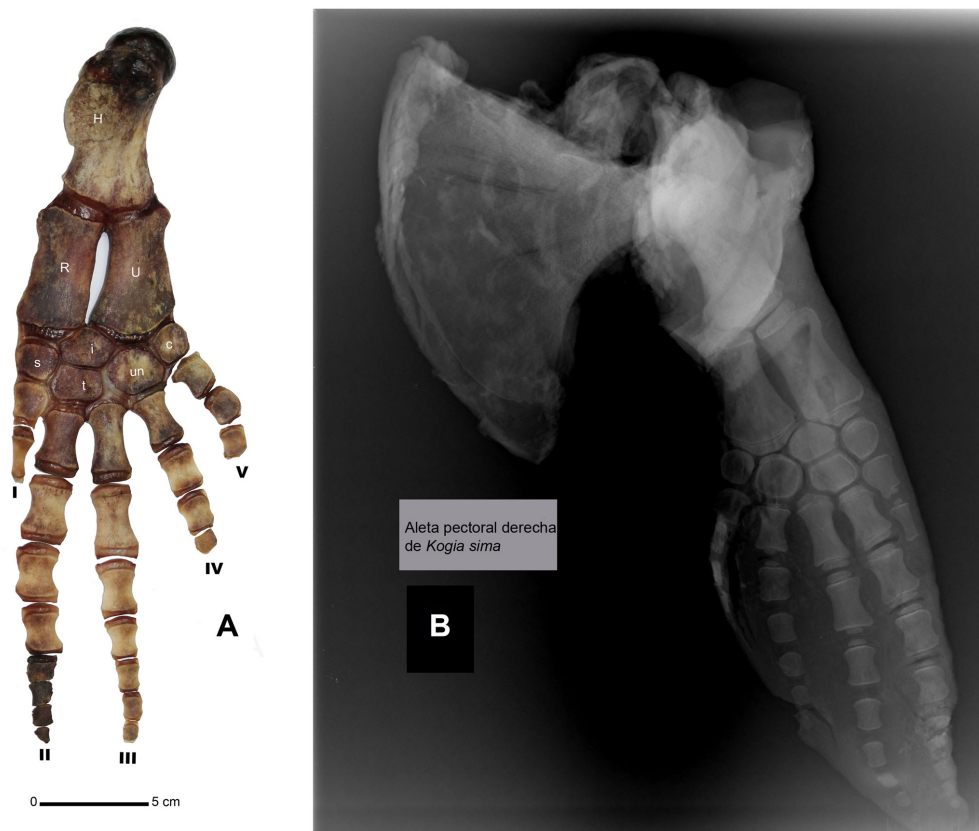 H
R
U
i
c
s
un
t
I
V
IV
A
II
III
0 5 cm
Aleta pectoral derecha
de Kogia sima
B